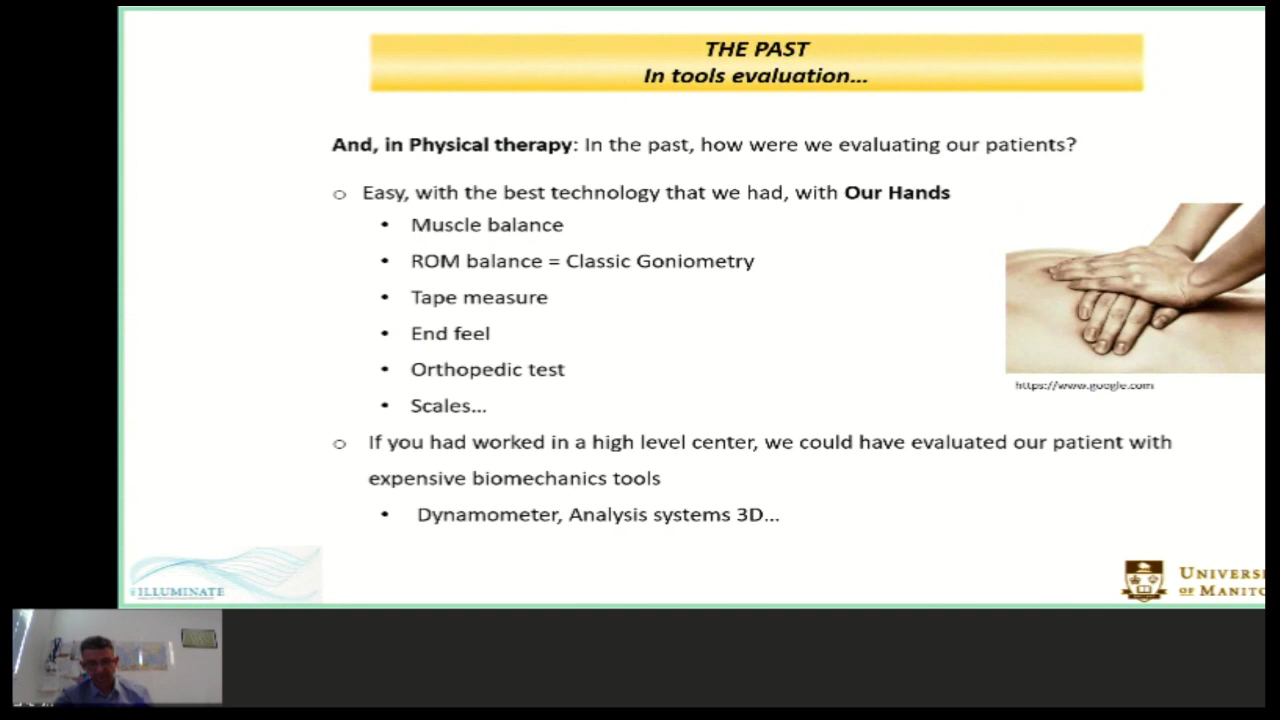 THE PAST
In tools evaluation...
And, in Physical therapy: In the past, how were we evaluating our patients?
Easy, with the best technology that we had, with Our Hands
Muscle balance
ROM balance = Classic Goniometry
Tape measure
End feel
Orthopedic test
Scales...
https://www.google.com
If you had worked in a high level center, we could have evaluated our patient with
expensive biomechanics tools
Dynamometer, Analysis systems 3D...
ILLUMINATE
UNIVERSI
OF MANITO